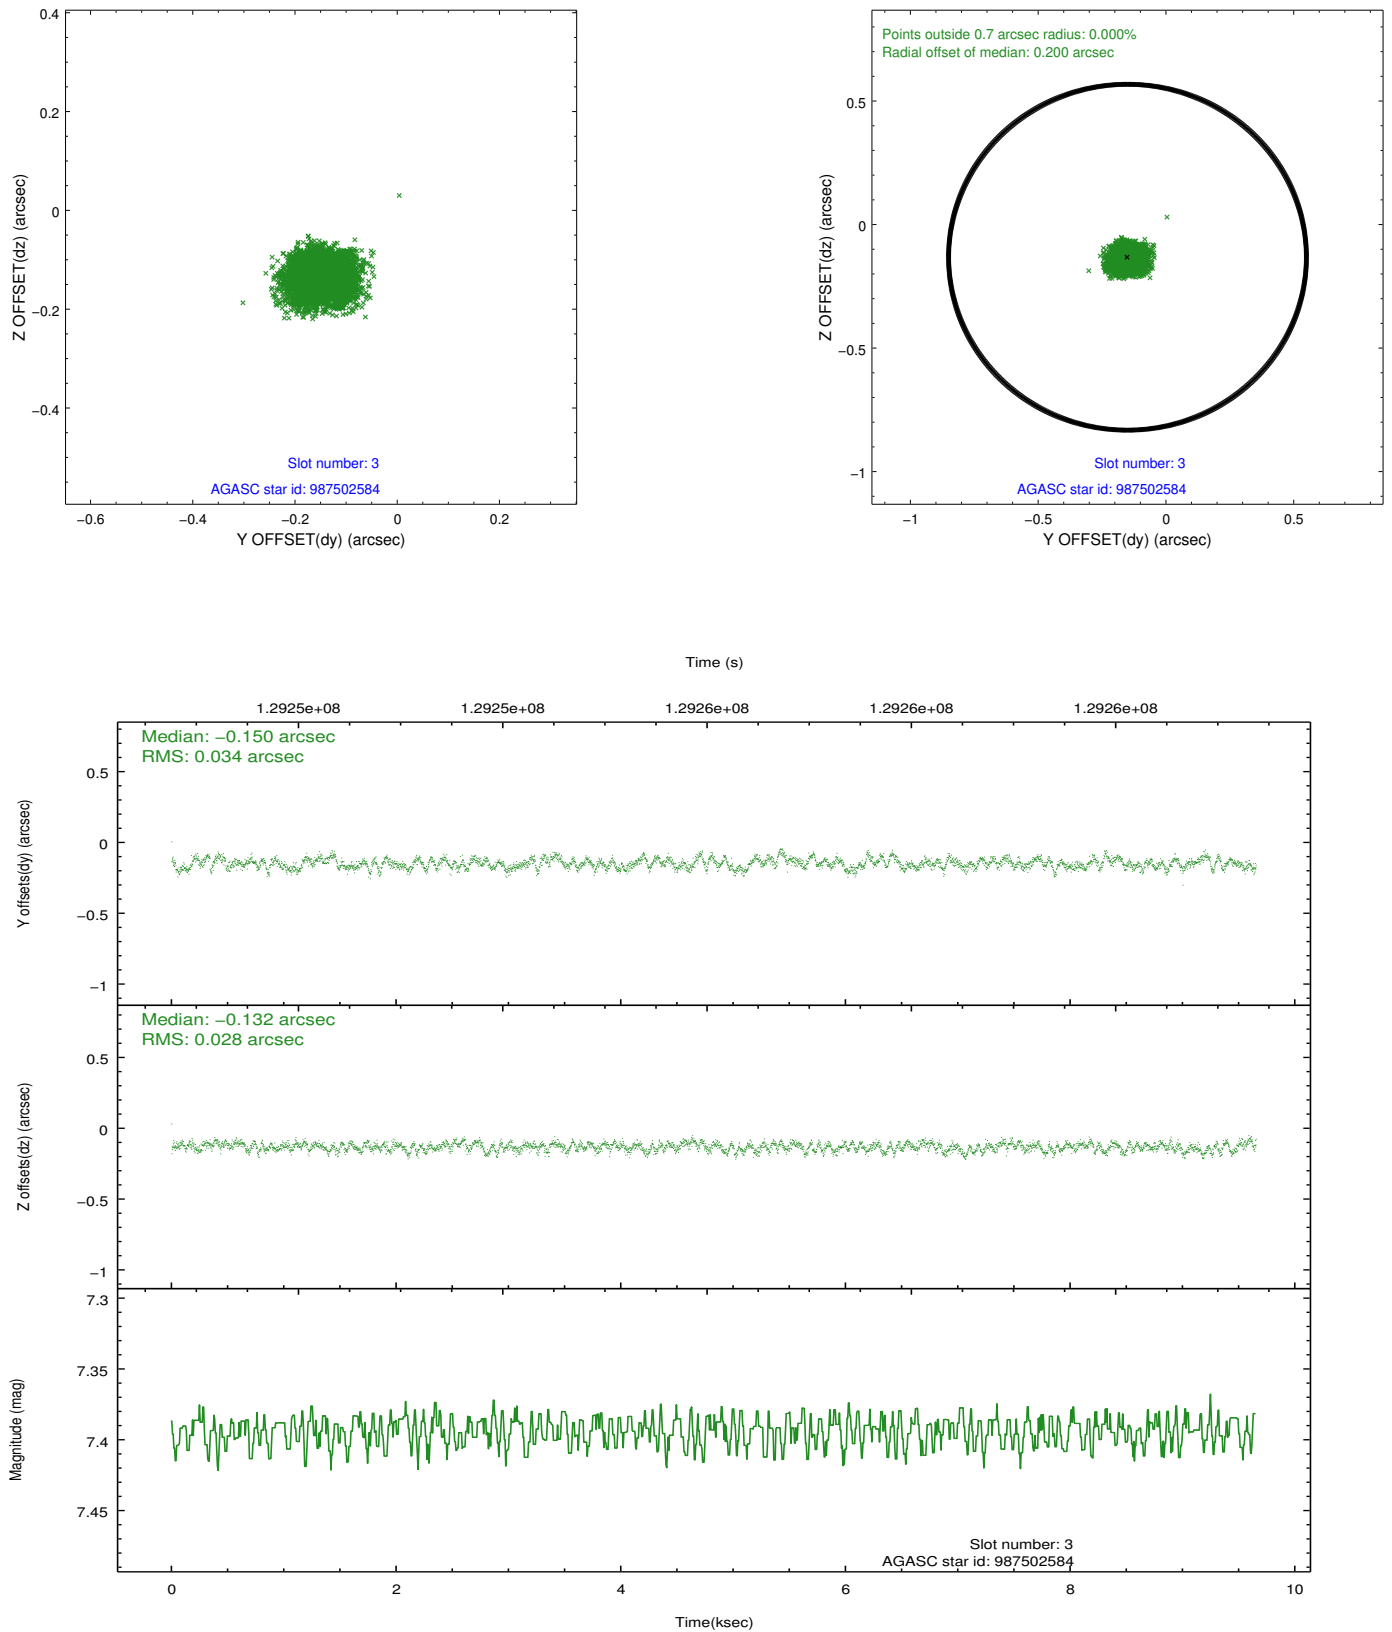 0.4
0.2
0
−0.2
−0.4
Z OFFSET(dz) (arcsec)
Slot number: 3
AGASC star id: 987502584
−0.6
−0.4
−0.2
0
0.2
Y OFFSET(dy) (arcsec)
Points outside 0.7 arcsec radius: 0.000%
Radial offset of median: 0.200 arcsec
0.5
0
−0.5
−1
Z OFFSET(dz) (arcsec)
Slot number: 3
AGASC star id: 987502584
−1
−0.5
0
0.5
Y OFFSET(dy) (arcsec)
Time (s)
1.2925e+08
1.2925e+08
1.2926e+08
1.2926e+08
1.2926e+08
Median: −0.150 arcsec
RMS: 0.034 arcsec
0.5
0
−0.5
−1
Y offsets(dy) (arcsec)
Median: −0.132 arcsec
RMS: 0.028 arcsec
0.5
0
−0.5
−1
Z offsets(dz) (arcsec)
7.3
7.35
7.4
7.45
Magnitude (mag)
Slot number: 3
AGASC star id: 987502584
0
2
4
6
8
10
Time(ksec)